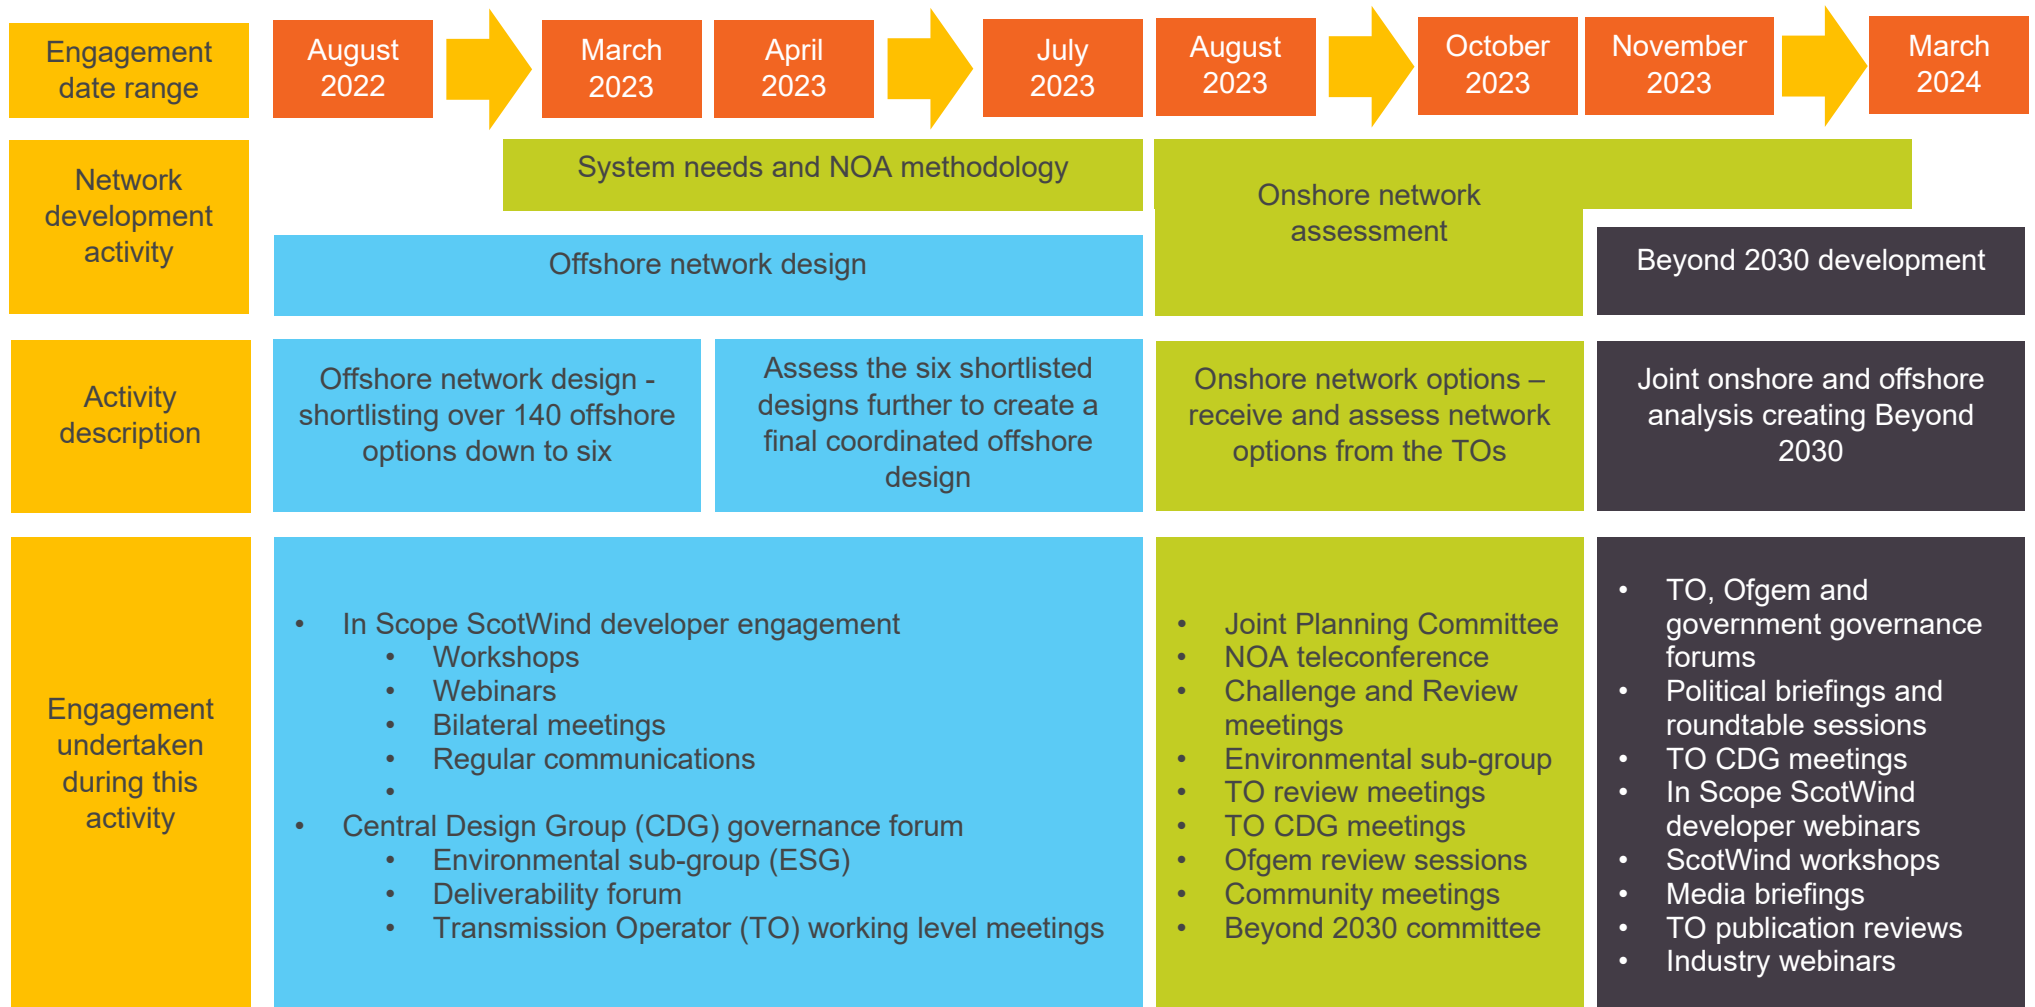 Engagement
date range
August
2022
March
2023
April
2023
July
2023
August
2023
October
2023
November
2023
March
2024
Network
development
activity
System needs and NOA methodology
Offshore network design
Onshore network
assessment
Beyond 2030 development
Activity
description
Offshore network design -
shortlisting over 140 offshore
options down to six
Assess the six shortlisted
designs further to create a
final coordinated offshore
design
Onshore network options –
receive and assess network
options from the TOs
Joint onshore and offshore
analysis creating Beyond
2030
Engagement
undertaken
during this
activity
• In Scope ScotWind developer engagement
• Workshops
• Webinars
• Bilateral meetings
• Regular communications
•
• Central Design Group (CDG) governance forum
• Environmental sub-group (ESG)
• Deliverability forum
• Transmission Operator (TO) working level meetings
• Joint Planning Committee
• NOA teleconference
• Challenge and Review
meetings
• Environmental sub-group
• TO review meetings
• TO CDG meetings
• Ofgem review sessions
• Community meetings
• Beyond 2030 committee
• TO, Ofgem and
government governance
forums
• Political briefings and
roundtable sessions
• TO CDG meetings
• In Scope ScotWind
developer webinars
• ScotWind workshops
• Media briefings
• TO publication reviews
• Industry webinars